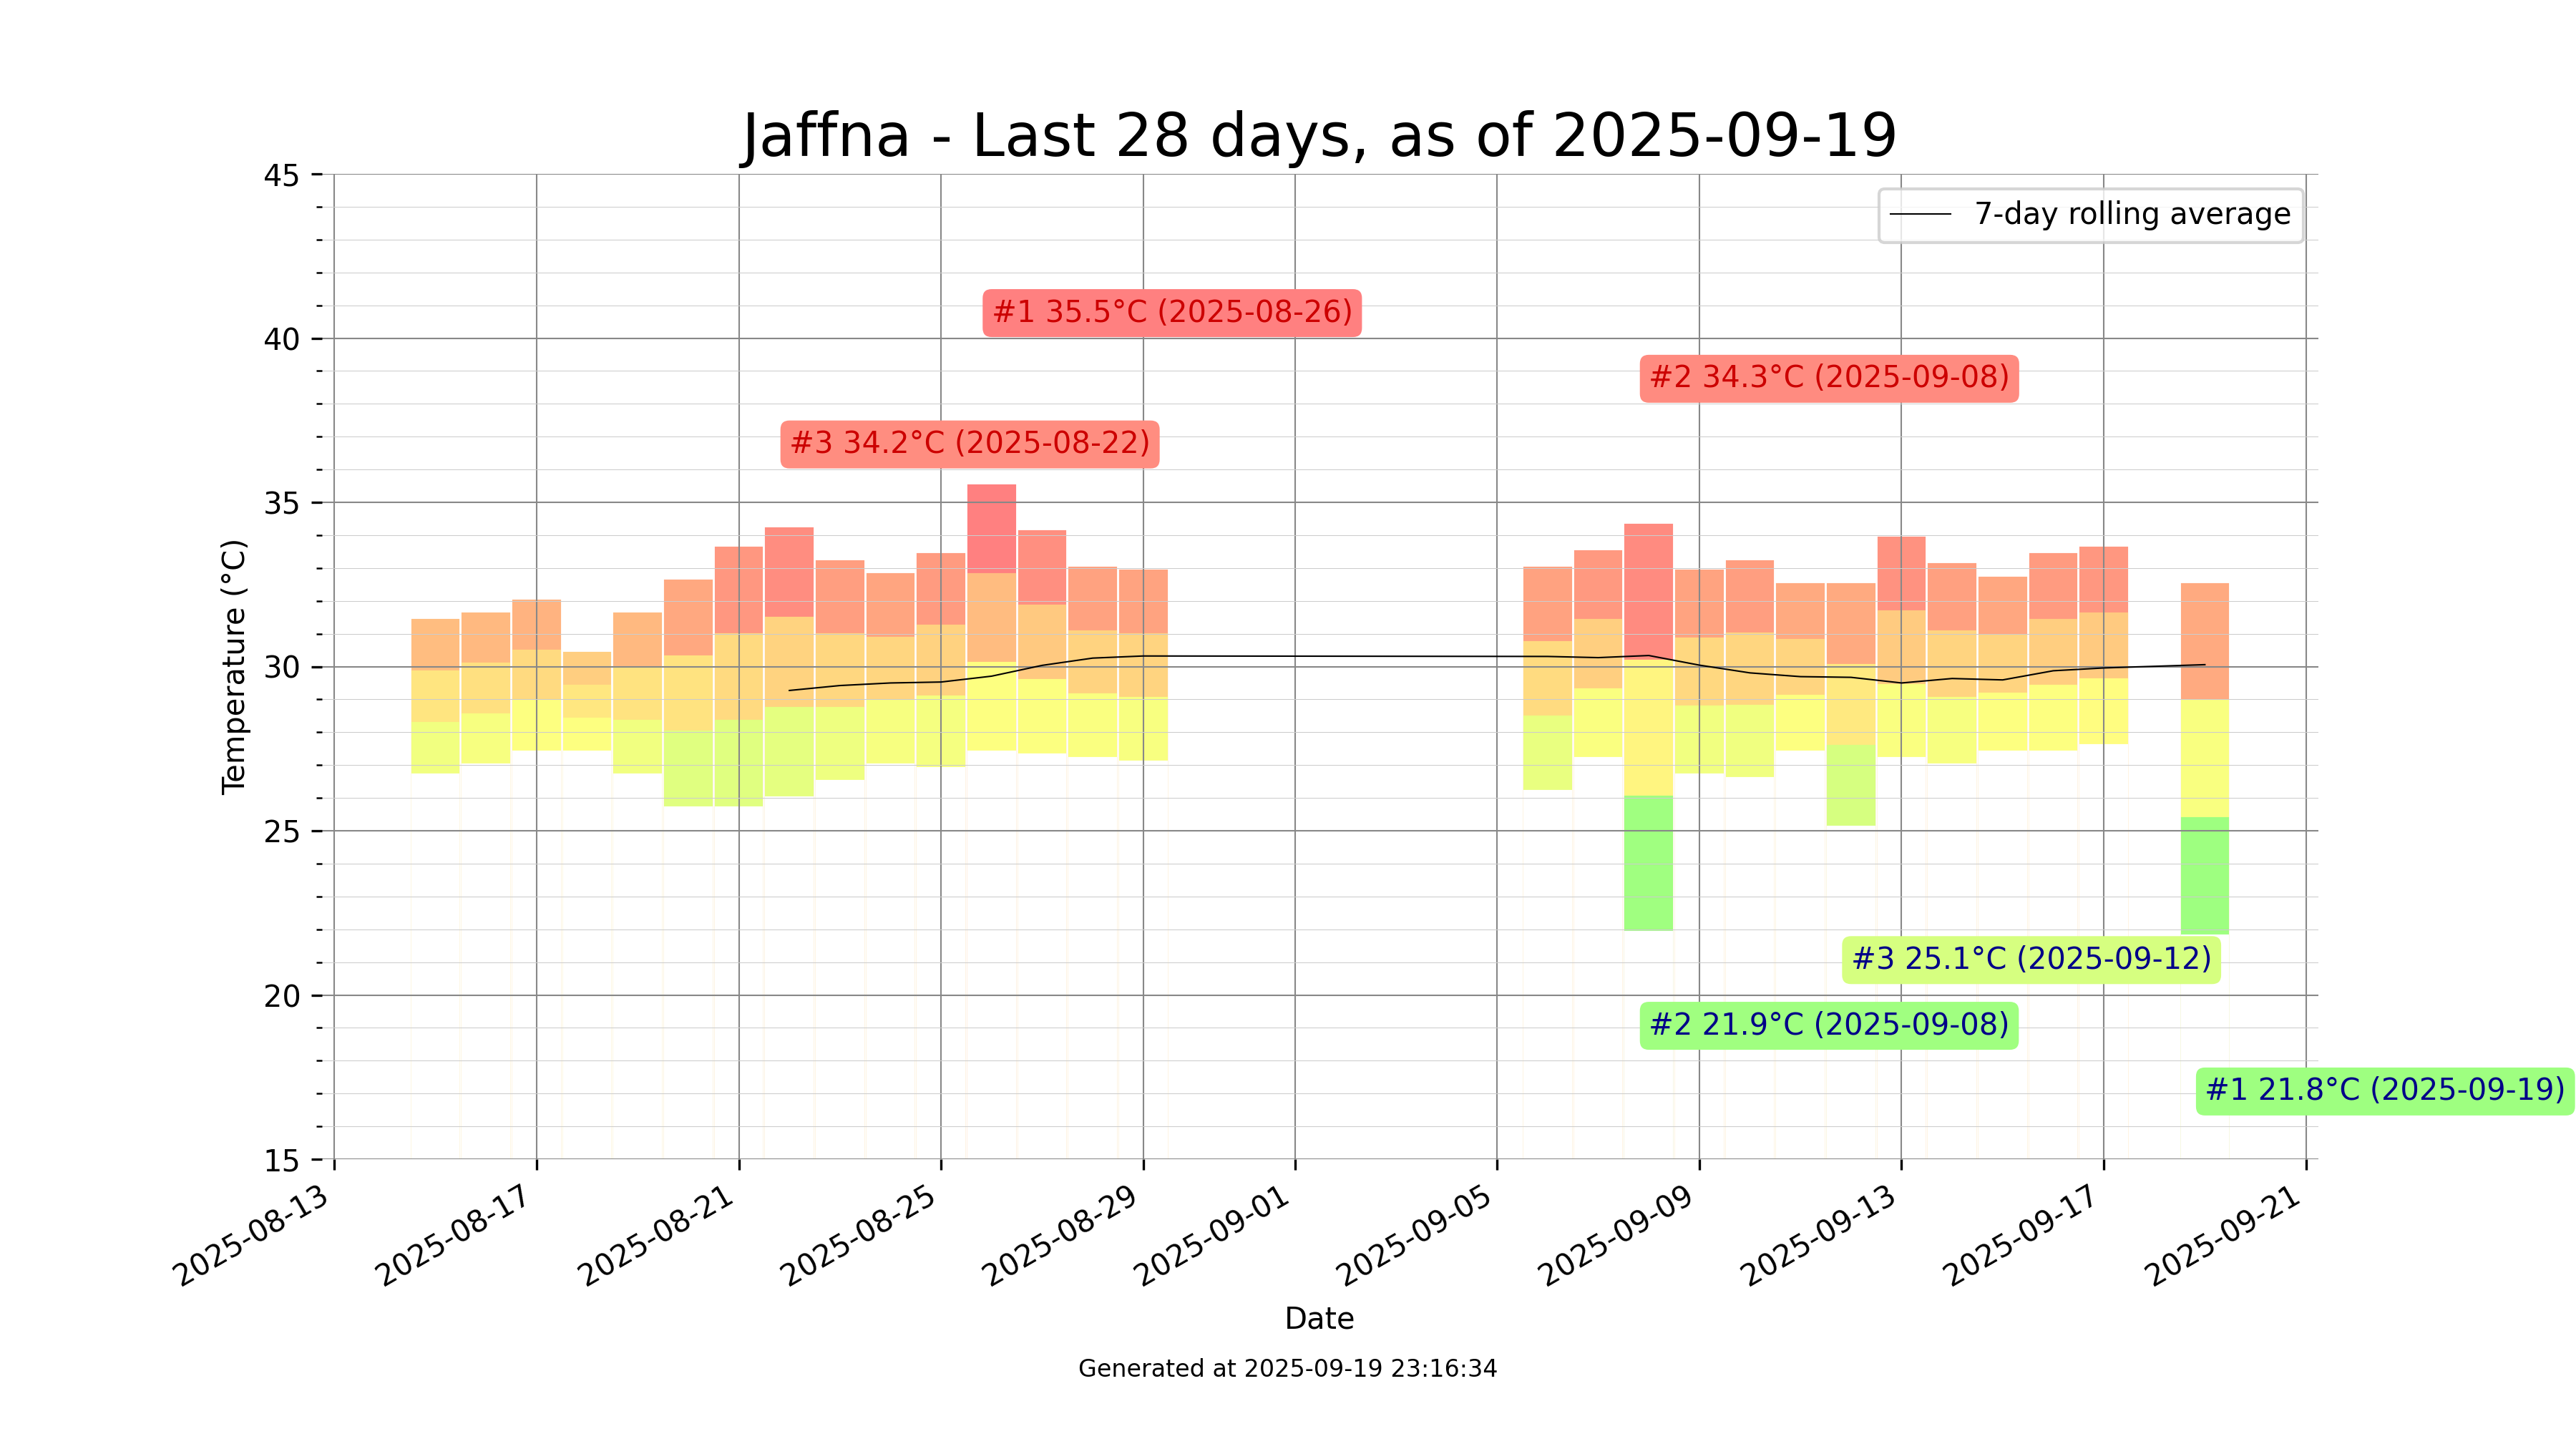 Jaffna - Last 28 days, as of 2025-09-19
45
7-day rolling average
#1 35.5°C (2025-08-26)
40
#2 34.3°C (2025-09-08)
#3 34.2°C (2025-08-22)
35
30
Temperature (°C)
25
#3 25.1°C (2025-09-12)
20
#2 21.9°C (2025-09-08)
#1 21.8°C (2025-09-19)
15
2025-08-13
2025-08-17
2025-08-21
2025-08-25
2025-08-29
2025-09-01
2025-09-05
2025-09-09
2025-09-13
2025-09-17
2025-09-21
Date
Generated at 2025-09-19 23:16:34